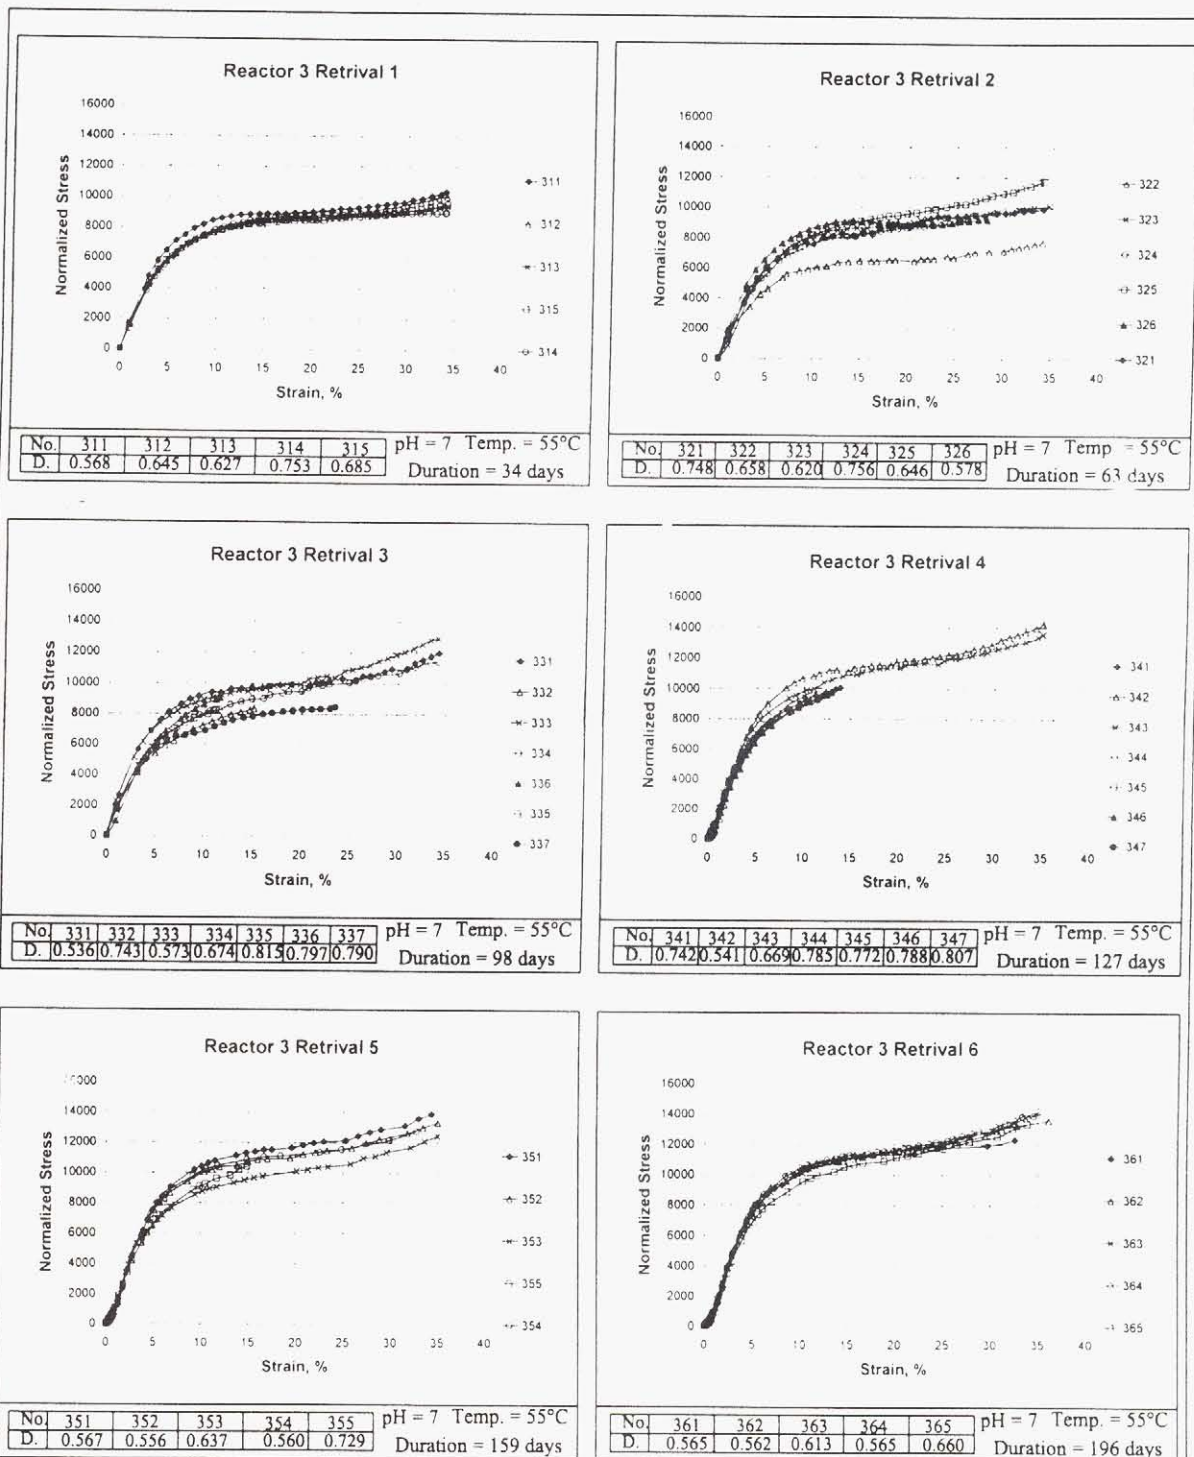 Reactor 3 Retrival 1
Normalized Stress
16000
14000
12000
10000
8000
6000
4000
2000
0
0 5 10 15 20 25 30 35 40
Strain, %
311
312
313
315
314
No. 311 312 313 314 315
D. 0.568 0.645 0.627 0.753 0.685
pH = 7 Temp. = 55°C
Duration = 34 days
Reactor 3 Retrival 2
Normalized Stress
16000
14000
12000
10000
8000
6000
4000
2000
0
0 5 10 15 20 25 30 35 40
Strain, %
322
323
324
325
326
321
No. 321 322 323 324 325 326
D. 0.748 0.658 0.620 0.756 0.646 0.578
pH = 7 Temp = 55°C
Duration = 63 days
Reactor 3 Retrival 3
Normalized Stress
16000
14000
12000
10000
8000
6000
4000
2000
0
0 5 10 15 20 25 30 35 40
Strain, %
331
332
333
334
336
335
337
No. 331 332 333 334 335 336 337
D. 0.536 0.743 0.573 0.674 0.815 0.797 0.790
pH = 7 Temp. = 55°C
Duration = 98 days
Reactor 3 Retrival 4
Normalized Stress
16000
14000
12000
10000
8000
6000
4000
2000
0
0 5 10 15 20 25 30 35 40
Strain, %
341
342
343
344
345
346
347
No. 341 342 343 344 345 346 347
D. 0.742 0.541 0.669 0.785 0.772 0.788 0.807
pH = 7 Temp. = 55°C
Duration = 127 days
Reactor 3 Retrival 5
Normalized Stress
16000
14000
12000
10000
8000
6000
4000
2000
0
0 5 10 15 20 25 30 35 40
Strain, %
351
352
353
355
354
No. 351 352 353 354 355
D. 0.567 0.556 0.637 0.560 0.729
pH = 7 Temp. = 55°C
Duration = 159 days
Reactor 3 Retrival 6
Normalized Stress
16000
14000
12000
10000
8000
6000
4000
2000
0
0 5 10 15 20 25 30 35 40
Strain, %
361
362
363
364
365
No. 361 362 363 364 365
D. 0.565 0.562 0.613 0.565 0.660
pH = 7 Temp. = 55°C
Duration = 196 days